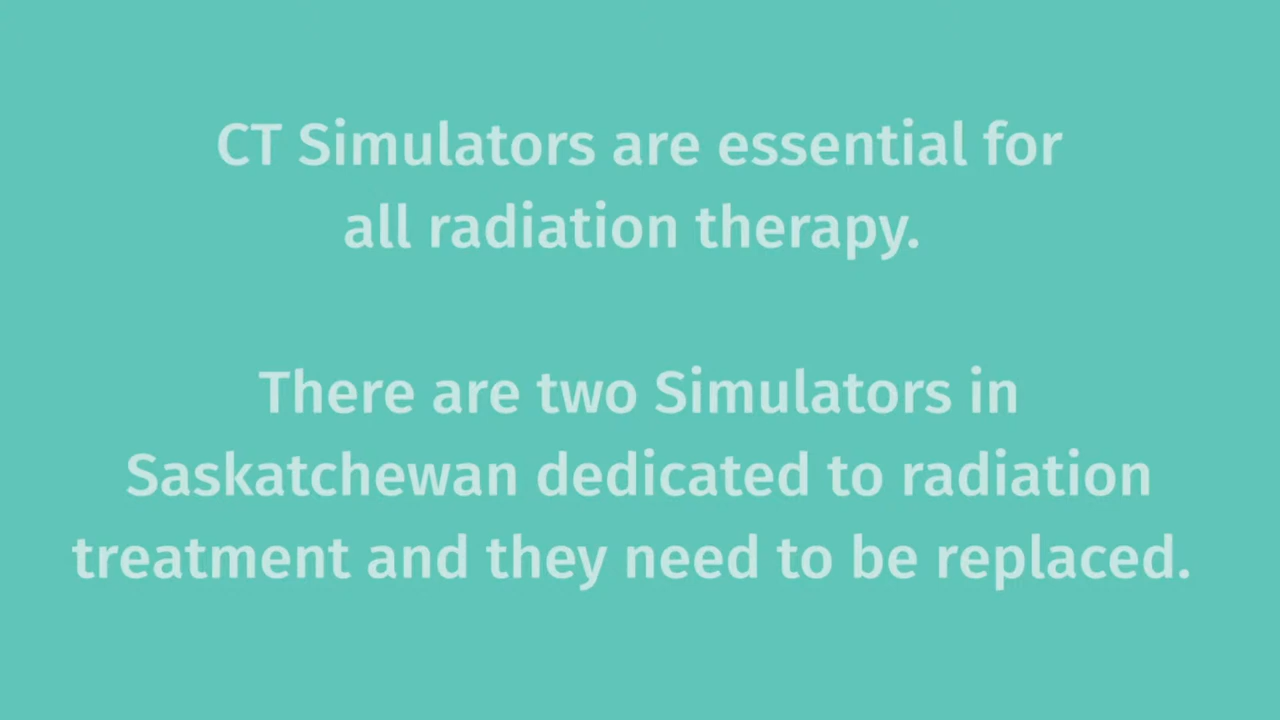 CT Simulators are essential for
all radiation therapy.
There are two Simulators in
Saskatchewan dedicated to radiation
treatment and they need to be replaced.